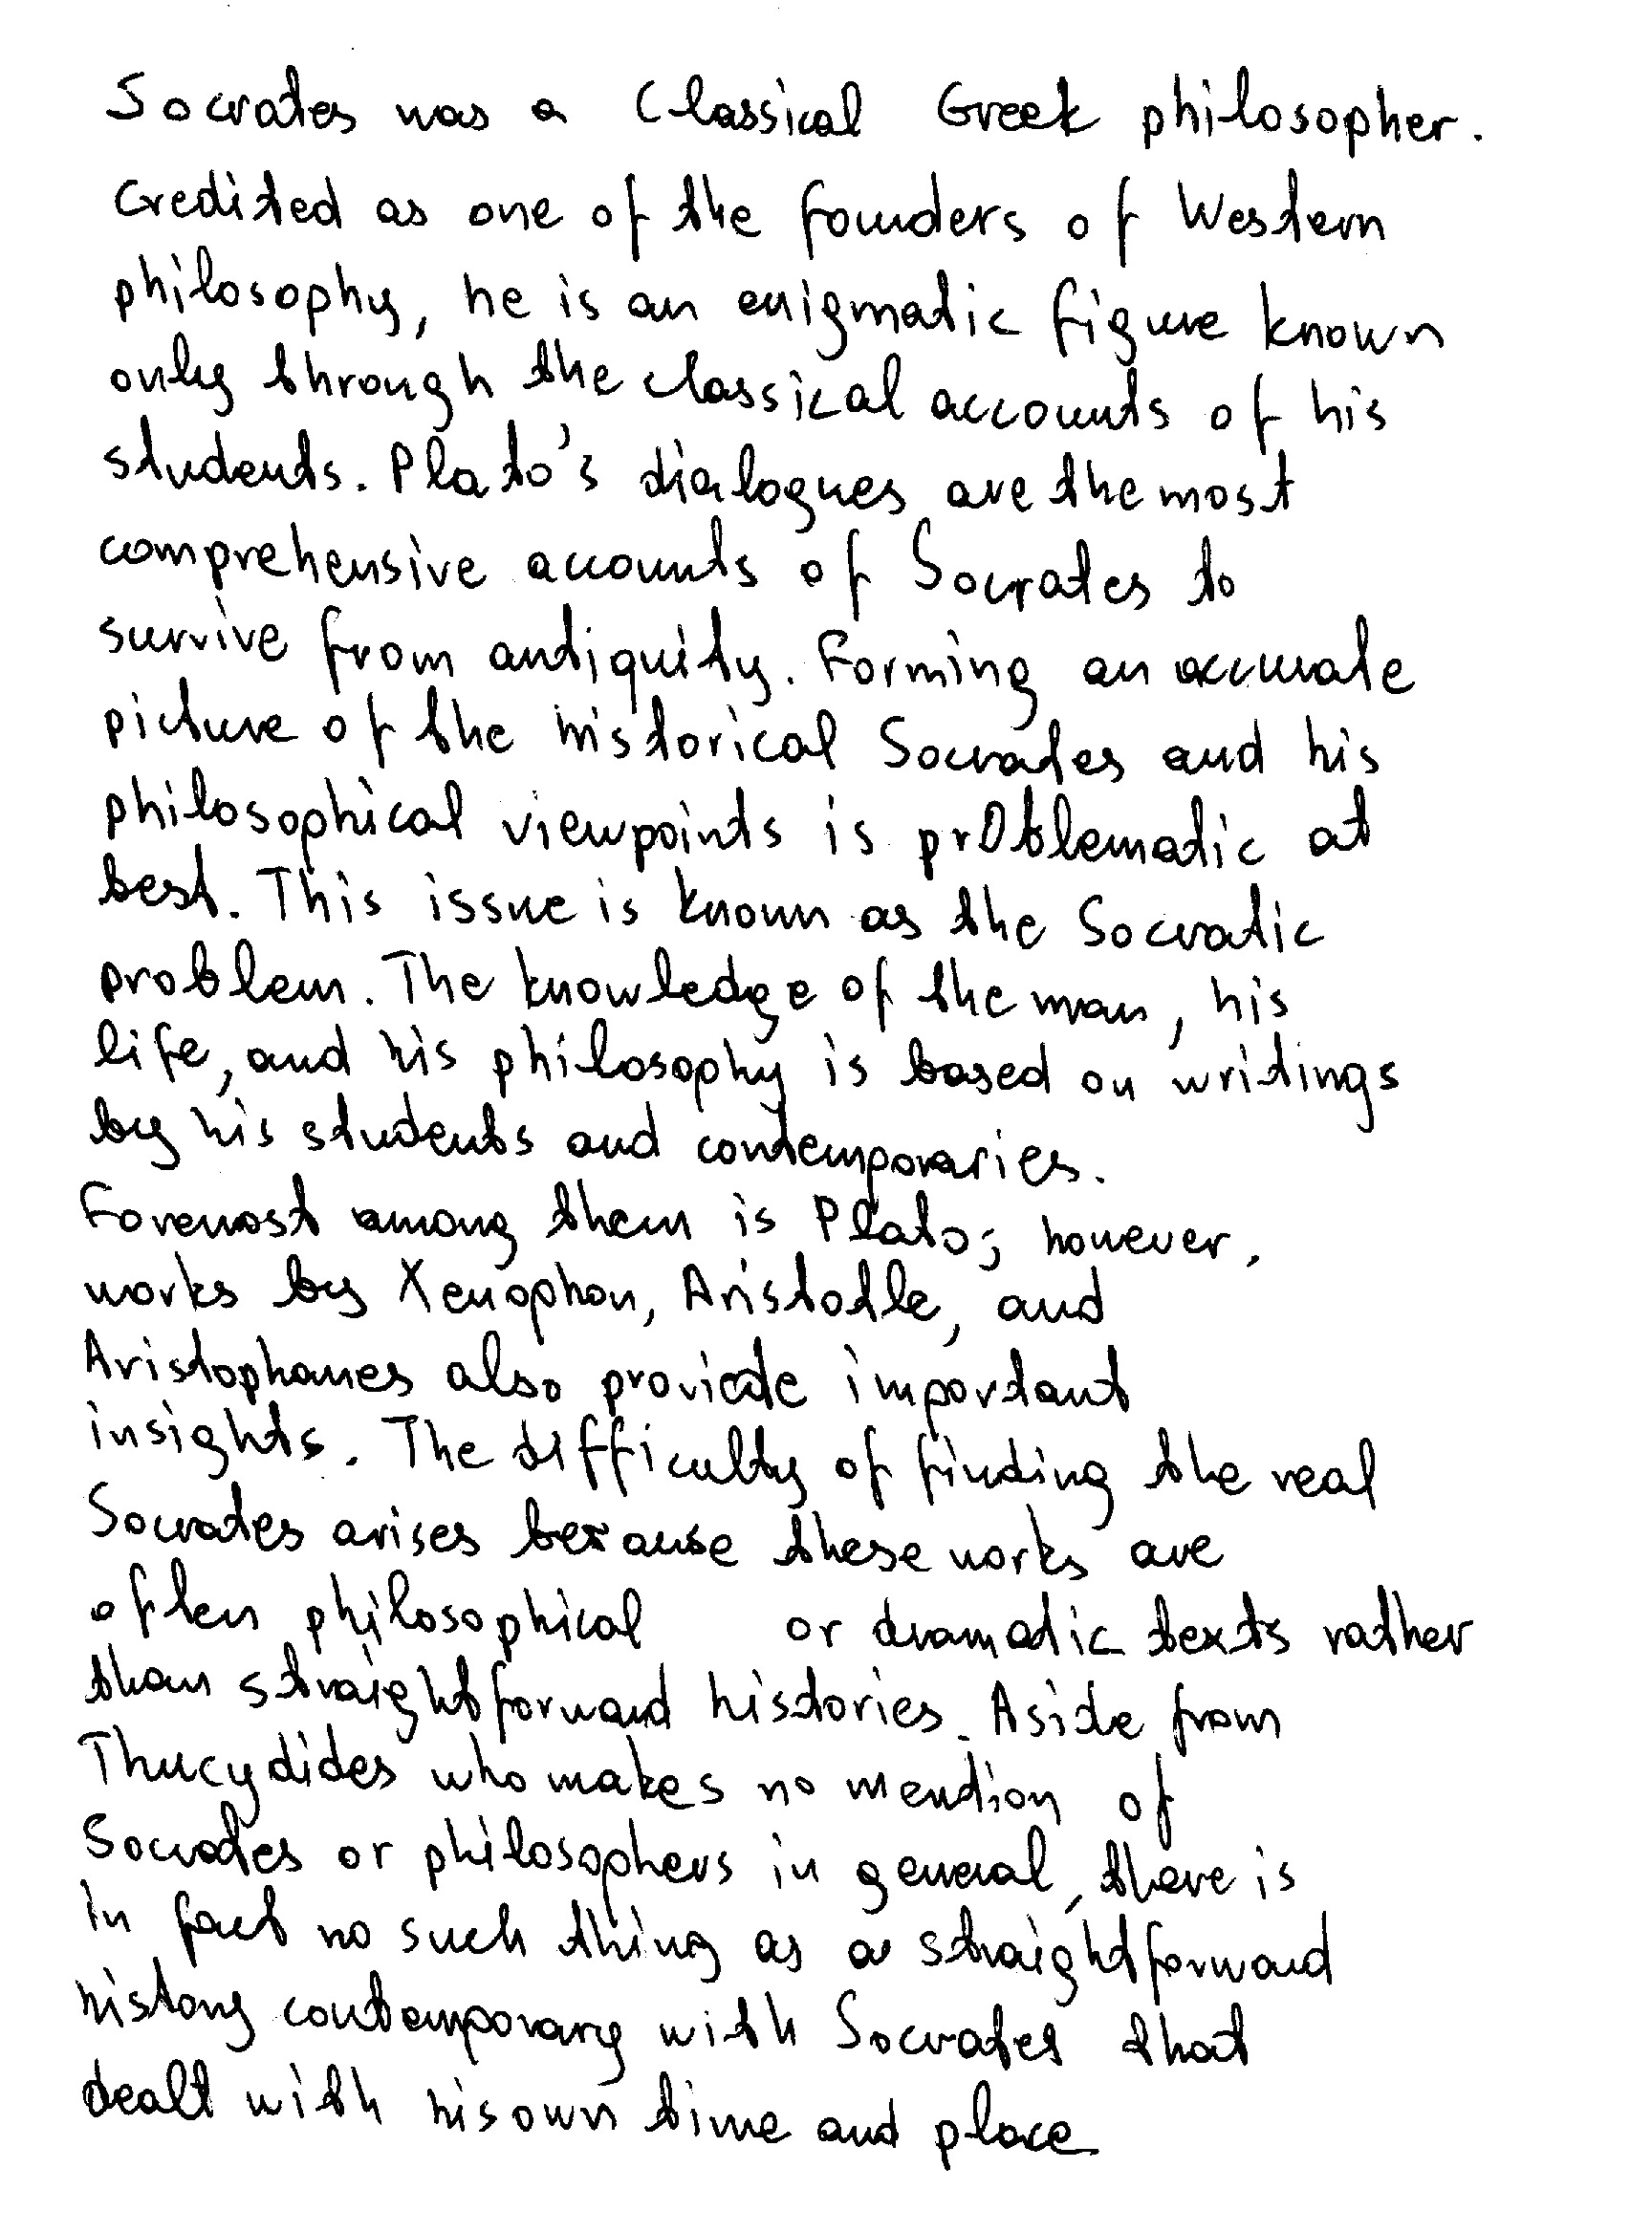 Socrates was a Classical Greek philosopher.
Credited as one of the founders of Western
philosophy, he is an enigmatic figure known
only through the classical accounts of his
students. Plato's dialogues are the most
comprehensive accounts of Socrates to
survive from antiquity. Forming an accurate
picture of the historical Socrates and his
philosophical viewpoints is problematic at
best. This issue is known as the Socratic
problem. The knowledge of the man, his
life, and his philosophy is based on writings
by his students and contemporaries.
Foremost among them is Plato; however,
works by Xenophon, Aristotle, and
Aristophanes also provide important
insights. The difficulty of finding the real
Socrates arises because these works are
often philosophical or dramatic texts rather
than straightforward histories. Aside from
Thucydides who makes no mention of
Socrates or philosophers in general, there is
in fact no such thing as a straightforward
history contemporary with Socrates that
dealt with his own time and place